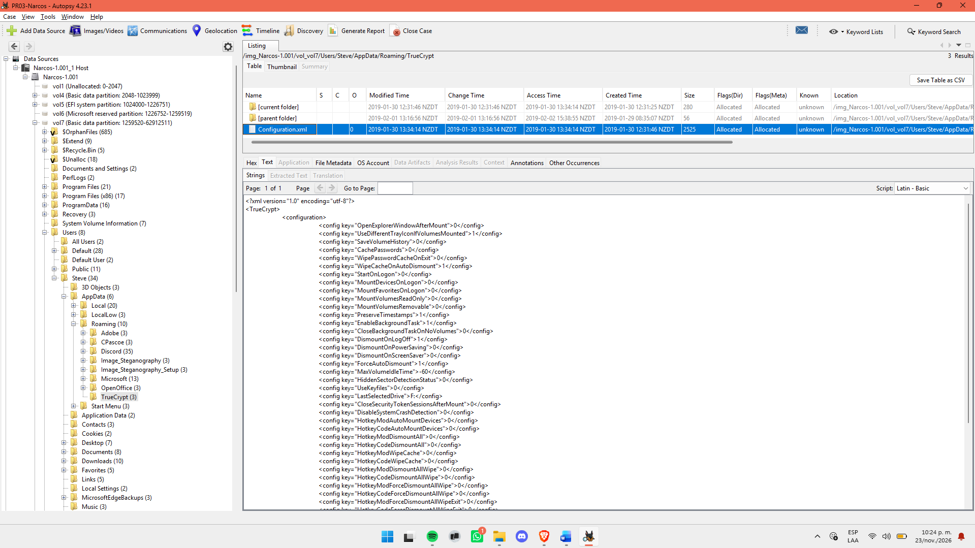 PR03-Narcos - Autopsy 4.23.1
Case View Tools Window Help
Add Data Source Images/Videos Communications Geolocation Timeline Discovery Generate Report Close Case Keyword Lists Keyword Search
Listing
/img_Narcos-1.001/vol_vol7/Users/Steve/AppData/Roaming/TrueCrypt
3 Results
Table Thumbnail Summary
Save Table as CSV
Name S C O Modified Time Change Time Access Time Created Time Size Flags(Dir) Flags(Meta) Known Location
[current folder] 2019-01-30 12:31:46 NZDT 2019-01-30 12:31:46 NZDT 2019-01-30 13:34:14 NZDT 2019-01-30 12:31:25 NZDT 280 Allocated Allocated unknown /img_Narcos-1.001/vol_vol7/Users/Steve/AppData/R
[parent folder] 2019-02-01 13:16:56 NZDT 2019-02-01 13:16:56 NZDT 2019-02-02 15:38:55 NZDT 2019-01-29 08:35:07 NZDT 56 Allocated Allocated unknown /img_Narcos-1.001/vol_vol7/Users/Steve/AppData/R
Configuration.xml 0 2019-01-30 13:34:14 NZDT 2019-01-30 13:34:14 NZDT 2019-01-30 13:34:14 NZDT 2019-01-30 12:31:46 NZDT 2525 Allocated Allocated unknown /img_Narcos-1.001/vol_vol7/Users/Steve/AppData/R
Hex Text Application File Metadata OS Account Data Artifacts Analysis Results Context Annotations Other Occurrences
Strings Extracted Text Translation
Page: 1 of 1 Page Go to Page: Script: Latin - Basic
<?xml version="1.0" encoding="utf-8"?>
<TrueCrypt>
<configuration>
<config key="OpenExplorerWindowAfterMount">0</config>
<config key="UseDifferentTrayIconIfVolumesMounted">1</config>
<config key="SaveVolumeHistory">0</config>
<config key="CachePasswords">0</config>
<config key="WipePasswordCacheOnExit">0</config>
<config key="WipeCacheOnAutoDismount">1</config>
<config key="StartOnLogon">0</config>
<config key="MountDevicesOnLogon">0</config>
<config key="MountFavoritesOnLogon">0</config>
<config key="MountVolumesReadOnly">0</config>
<config key="MountVolumesRemovable">0</config>
<config key="PreserveTimestamps">1</config>
<config key="EnableBackgroundTask">1</config>
<config key="CloseBackgroundTaskOnNoVolumes">0</config>
<config key="DismountOnLogOff">1</config>
<config key="DismountOnPowerSaving">0</config>
<config key="DismountOnScreenSaver">0</config>
<config key="ForceAutoDismount">1</config>
<config key="MaxVolumeIdleTime">-60</config>
<config key="HiddenSectorDetectionStatus">0</config>
<config key="UseKeyfiles">0</config>
<config key="LastSelectedDrive">F:</config>
<config key="CloseSecurityTokenSessionsAfterMount">0</config>
<config key="DisableSystemCrashDetection">0</config>
<config key="HotkeyModAutoMountDevices">0</config>
<config key="HotkeyCodeAutoMountDevices">0</config>
<config key="HotkeyModDismountAll">0</config>
<config key="HotkeyCodeDismountAll">0</config>
<config key="HotkeyModWipeCache">0</config>
<config key="HotkeyCodeWipeCache">0</config>
<config key="HotkeyModDismountAllWipe">0</config>
<config key="HotkeyCodeDismountAllWipe">0</config>
<config key="HotkeyModForceDismountAllWipe">0</config>
<config key="HotkeyCodeForceDismountAllWipe">0</config>
<config key="HotkeyModForceDismountAllWipeExit">0</config>
<config key="HotkeyCodeForceDismountAllWipeExit">0</config>
Data Sources
Narcos-1.001_1 Host
Narcos-1.001
vol1 (Unallocated: 0-2047)
vol4 (Basic data partition: 2048-1023999)
vol5 (EFI system partition: 1024000-1226751)
vol6 (Microsoft reserved partition: 1226752-1259519)
vol7 (Basic data partition: 1259520-62912511)
$OrphanFiles (685)
$Extend (9)
$Recycle.Bin (5)
$Unalloc (18)
Documents and Settings (2)
PerfLogs (2)
Program Files (21)
Program Files (x86) (17)
ProgramData (16)
Recovery (3)
System Volume Information (7)
Users (8)
All Users (2)
Default (28)
Default User (2)
Public (11)
Steve (34)
3D Objects (3)
AppData (6)
Local (20)
LocalLow (3)
Roaming (10)
Adobe (3)
CPascoe (3)
Discord (35)
Image_Steganography (3)
Image_Steganography_Setup (3)
Microsoft (13)
OpenOffice (3)
TrueCrypt (3)
Start Menu (3)
Application Data (2)
Contacts (3)
Cookies (2)
Desktop (7)
Documents (8)
Downloads (10)
Favorites (5)
Links (5)
Local Settings (2)
MicrosoftEdgeBackups (3)
Music (3)
1
ESP
LAA
10:24 p. m.
23/nov./2026